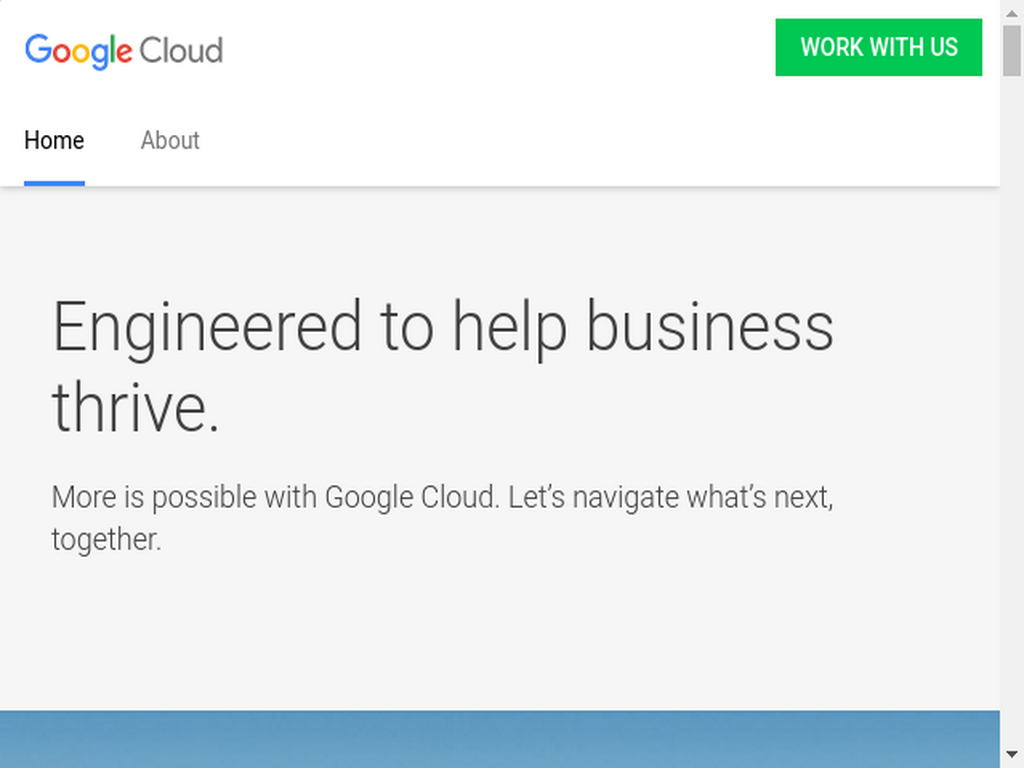 Google Cloud
WORK WITH US
Home
About
Engineered to help business
thrive.
More is possible with Google Cloud. Let’s navigate what’s next,
together.